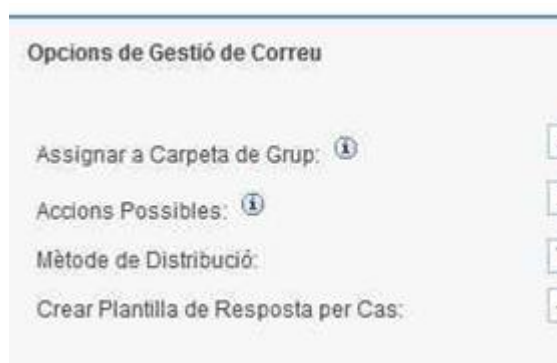 Opcions de Gestió de Correu
Assignar a Carpeta de Grup:
Accions Possibles:
Mètode de Distribució:
Crear Plantilla de Resposta per Cas: